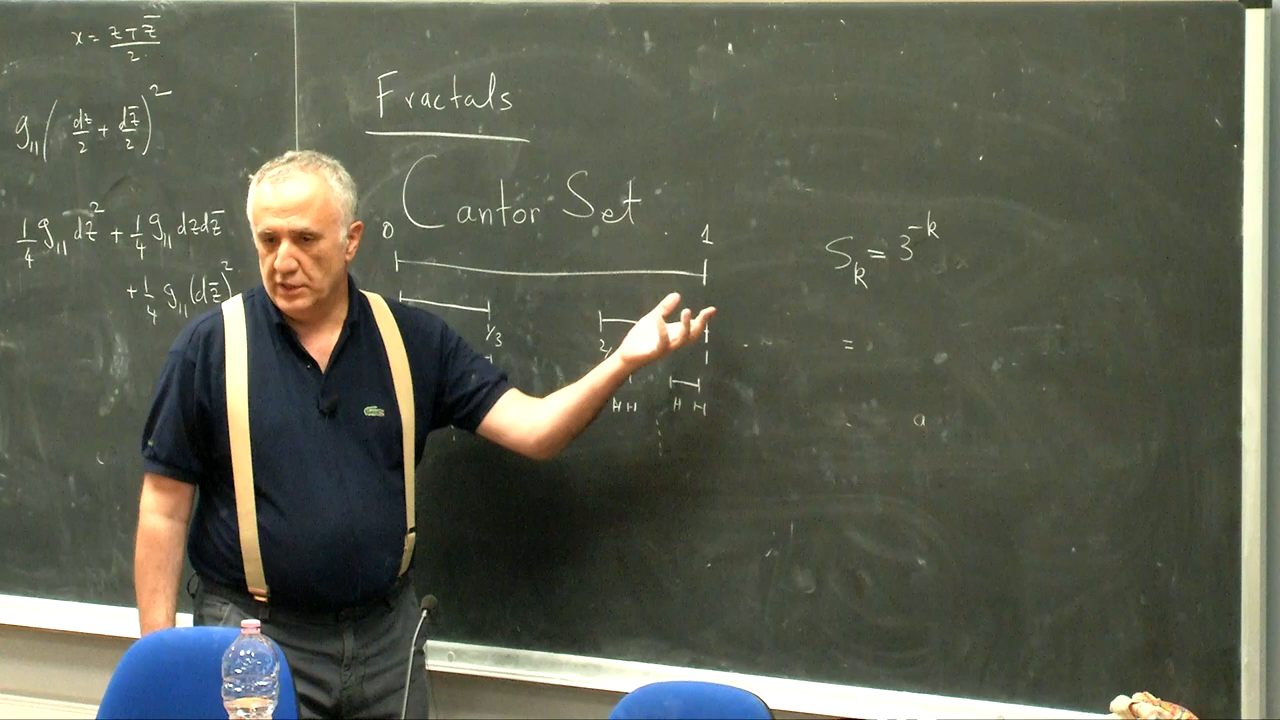 x = z + z̄ / 2
g₁₁ ( dz/2 + dz̄/2 )²
1/4 g₁₁ dz² + 1/4 g₁₁ dz dz̄
+ 1/4 g₁₁ (dz̄)²
Fractals
Cantor Set
0 1
1/3
2/
S_k = 3^{-k}
=
a